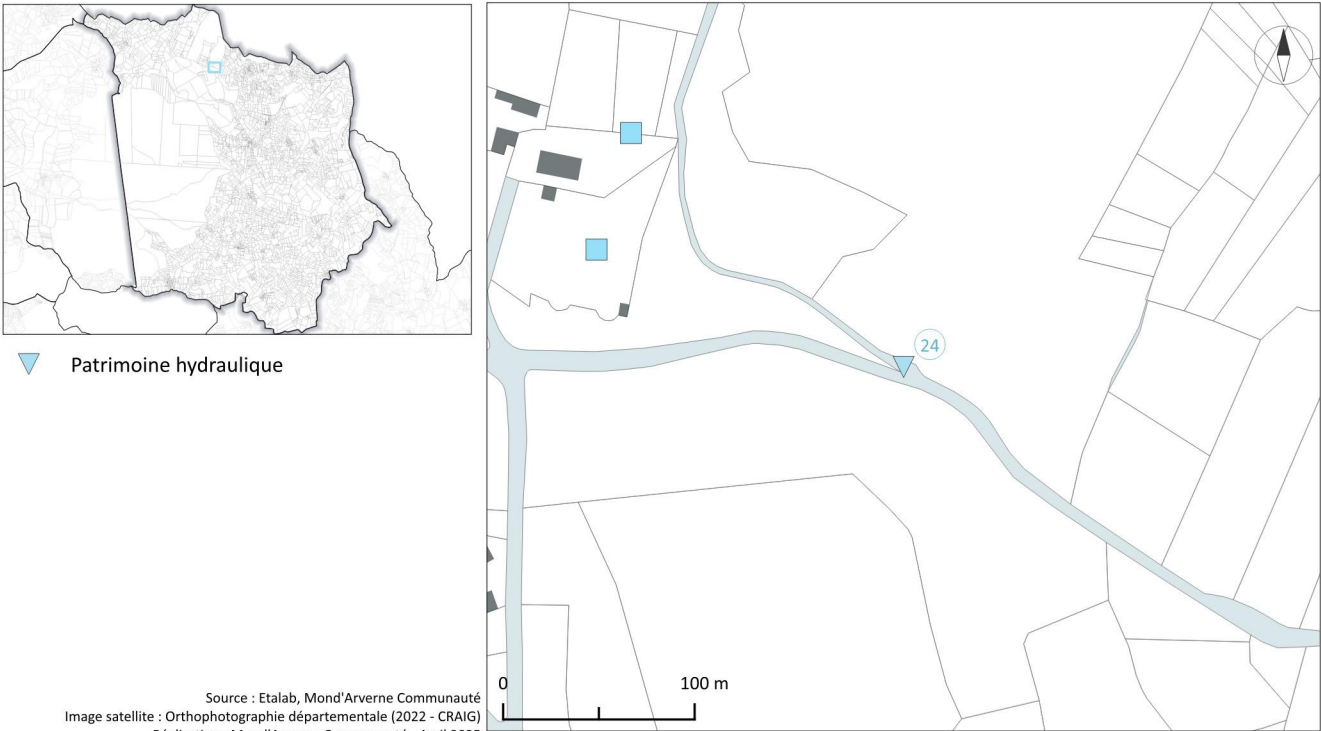 Patrimoine hydraulique
24
0 100 m
Source : Etalab, Mond'Arverne Communauté
Image satellite : Orthophotographie départementale (2022 - CRAIG)